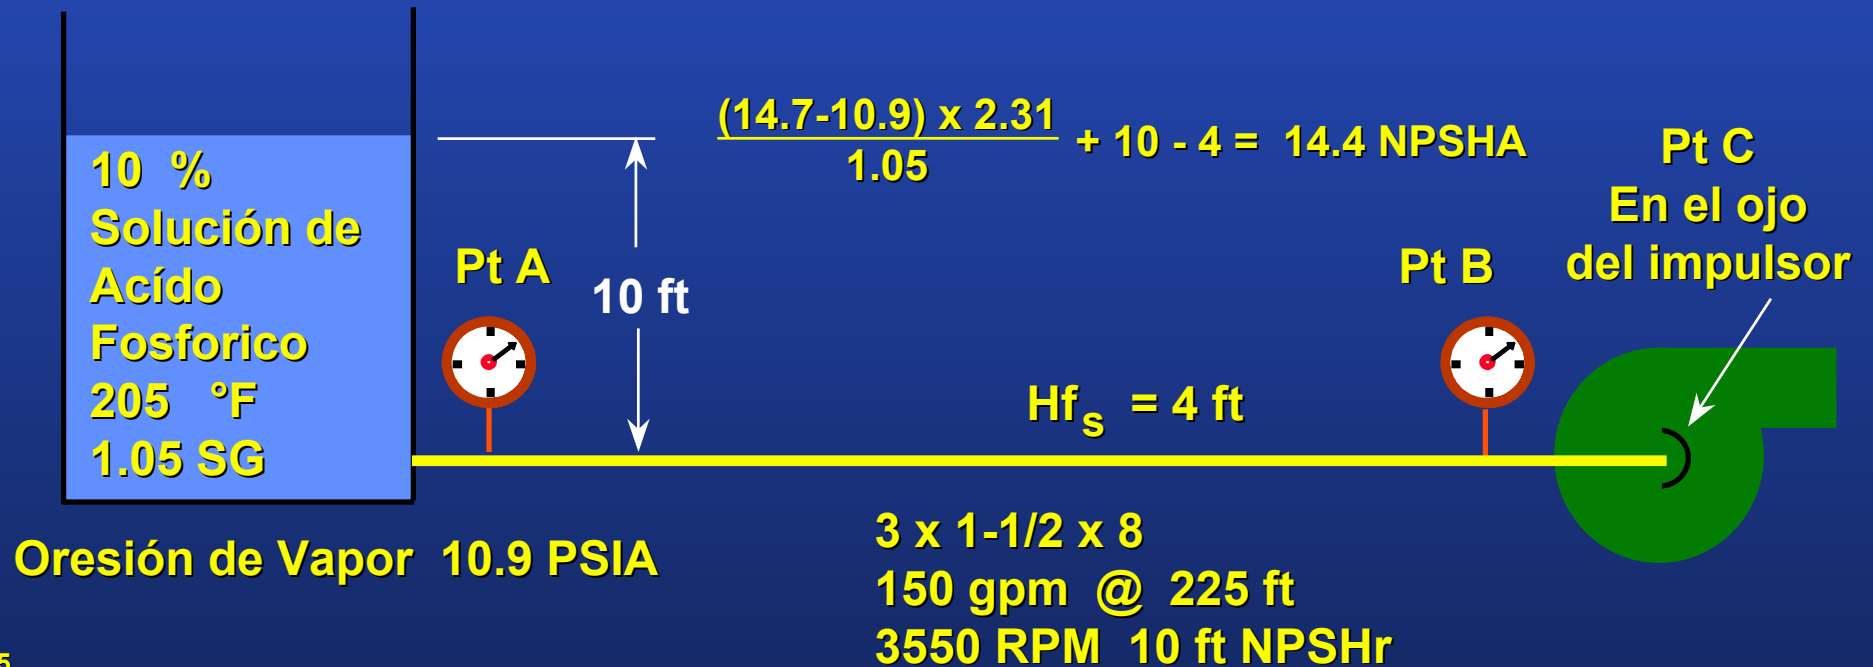 10 %
Solución de
Acído
Fosforico
205 °F
1.05 SG
Oresión de Vapor 10.9 PSIA
Pt A
10 ft
(14.7-10.9) x 2.31
1.05
+ 10 - 4 = 14.4 NPSHA
Hfs = 4 ft
Pt B
Pt C
En el ojo
del impulsor
3 x 1-1/2 x 8
150 gpm @ 225 ft
3550 RPM 10 ft NPSHr